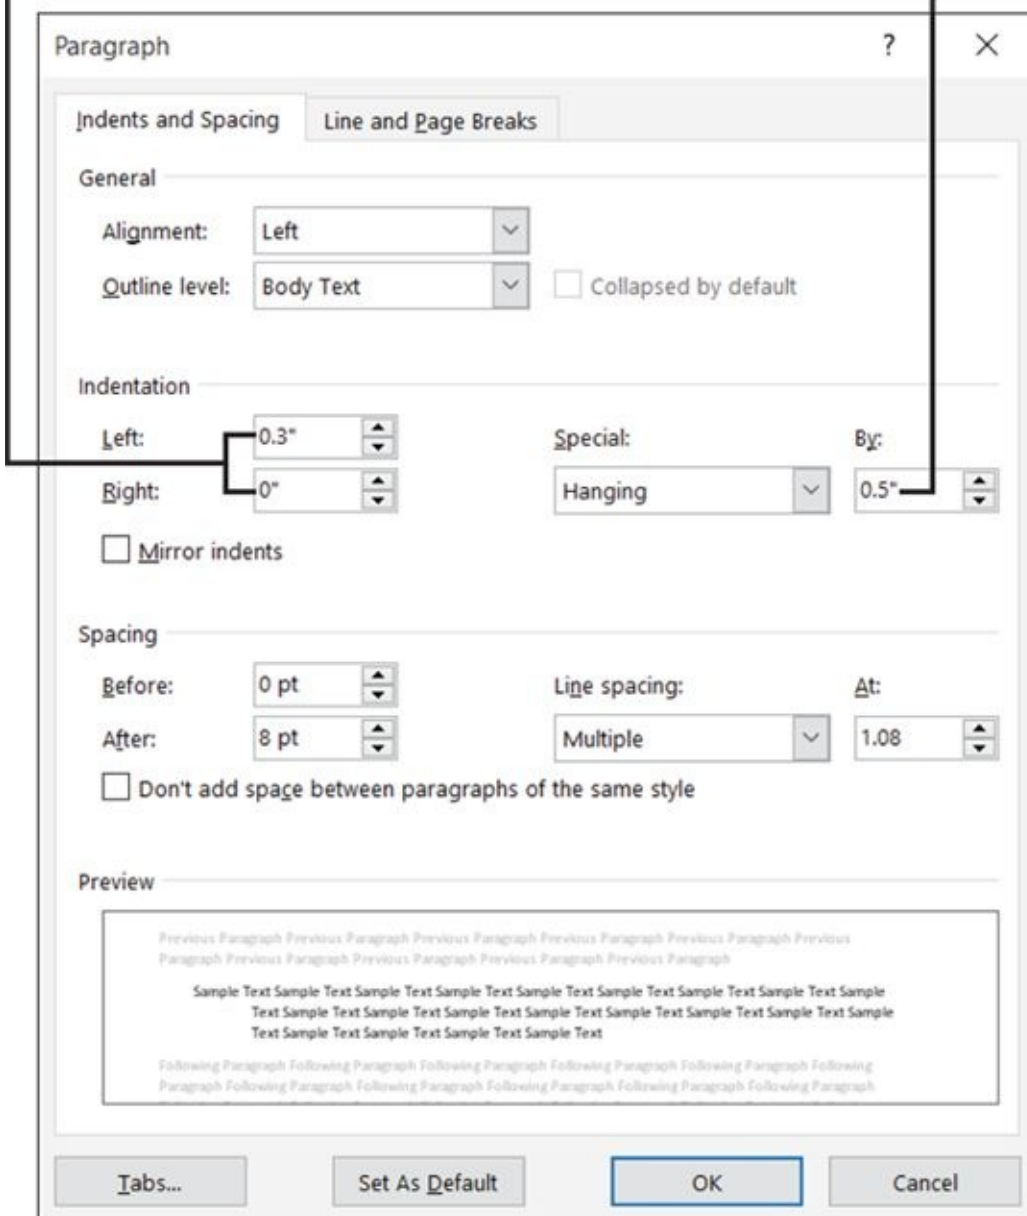 Paragraph ?
Indents and Spacing Line and Page Breaks
General
Alignment: Left
Outline level: Body Text Collapsed by default
Indentation
Left: 0.3" Special: By:
Right: 0" Hanging 0.5"
Mirror indents
Spacing
Before: 0 pt Line spacing: At:
After: 8 pt Multiple 1.08
Don't add space between paragraphs of the same style
Preview
Previous Paragraph Previous Paragraph Previous Paragraph Previous Paragraph Previous Paragraph Previous
Paragraph Previous Paragraph Previous Paragraph Previous Paragraph Previous Paragraph
Sample Text Sample Text Sample Text Sample Text Sample Text Sample Text Sample Text Sample Text Sample
Text Sample Text Sample Text Sample Text Sample Text Sample Text Sample Text Sample Text Sample
Text Sample Text Sample Text Sample Text Sample Text
Following Paragraph Following Paragraph Following Paragraph Following Paragraph Following Paragraph Following
Paragraph Following Paragraph Following Paragraph Following Paragraph Following Paragraph Following Paragraph
Tabs... Set As Default OK Cancel